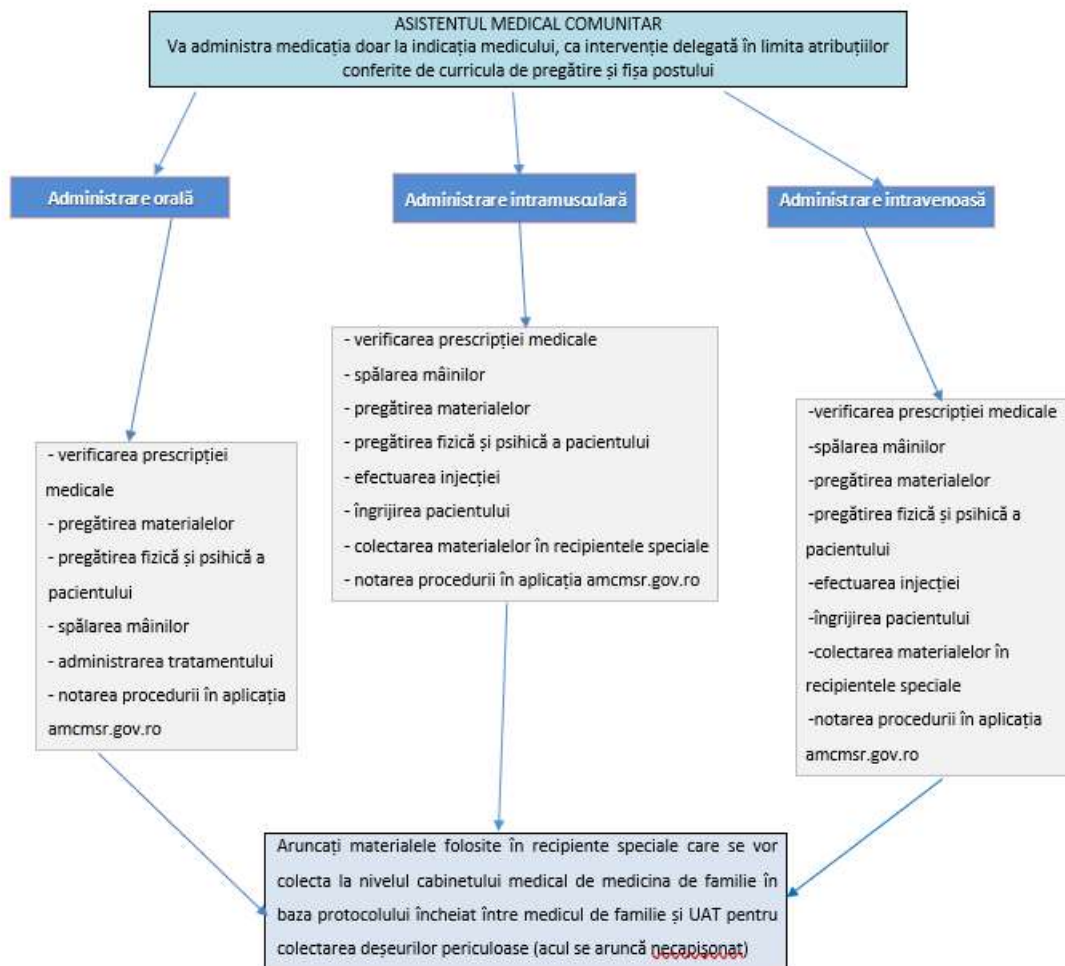 ASISTENTUL MEDICAL COMUNITAR
Va administra medicația doar la indicația medicului, ca intervenție delegată în limita atribuțiilor
conferite de curricula de pregătire și fișa postului
Administrare orală
Administrare intramusculară
Administrare intravenoasă
- verificarea prescripției
medicale
- pregătirea materialelor
- pregătirea fizică și psihică a
pacientului
- spălarea mâinilor
- administrarea tratamentului
- notarea procedurii în aplicația
amcmsr.gov.ro
- verificarea prescripției medicale
- spălarea mâinilor
- pregătirea materialelor
- pregătirea fizică și psihică a pacientului
- efectuarea injecției
- îngrijirea pacientului
- colectarea materialelor în recipientele speciale
- notarea procedurii în aplicația amcmsr.gov.ro
-verificarea prescripției medicale
-spălarea mâinilor
-pregătirea materialelor
-pregătirea fizică și psihică a
pacientului
-efectuarea injecției
-îngrijirea pacientului
-colectarea materialelor în
recipientele speciale
-notarea procedurii în aplicația
amcmsr.gov.ro
Aruncați materialele folosite în recipiente speciale care se vor
colecta la nivelul cabinetului medical de medicina de familie în
baza protocolului încheiat între medicul de familie și UAT pentru
colectarea deșeurilor periculoase (acul se aruncă necapișonat)